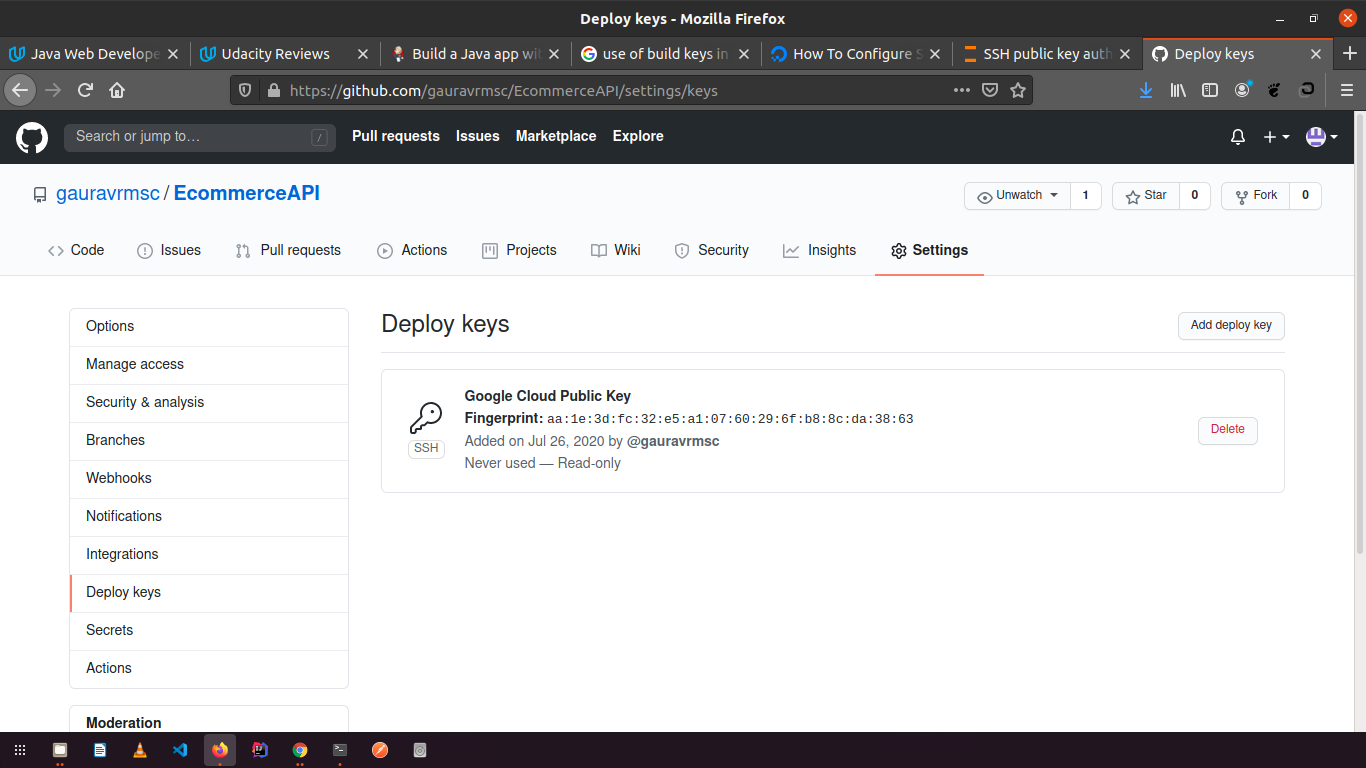 Deploy keys - Mozilla Firefox
Java Web Develope
Udacity Reviews
Build a Java app wit
use of build keys in
How To Configure S
SSH public key auth
Deploy keys
https://github.com/gauravrmsc/EcommerceAPI/settings/keys
Search or jump to…
/
Pull requests Issues Marketplace Explore
gauravrmsc / EcommerceAPI
Unwatch 1 Star 0 Fork 0
Code Issues Pull requests Actions Projects Wiki Security Insights Settings
Options
Manage access
Security & analysis
Branches
Webhooks
Notifications
Integrations
Deploy keys
Secrets
Actions
Moderation
Deploy keys
Add deploy key
SSH
Google Cloud Public Key
Fingerprint: aa:1e:3d:fc:32:e5:a1:07:60:29:6f:b8:8c:da:38:63
Added on Jul 26, 2020 by @gauravrmsc
Never used — Read-only
Delete